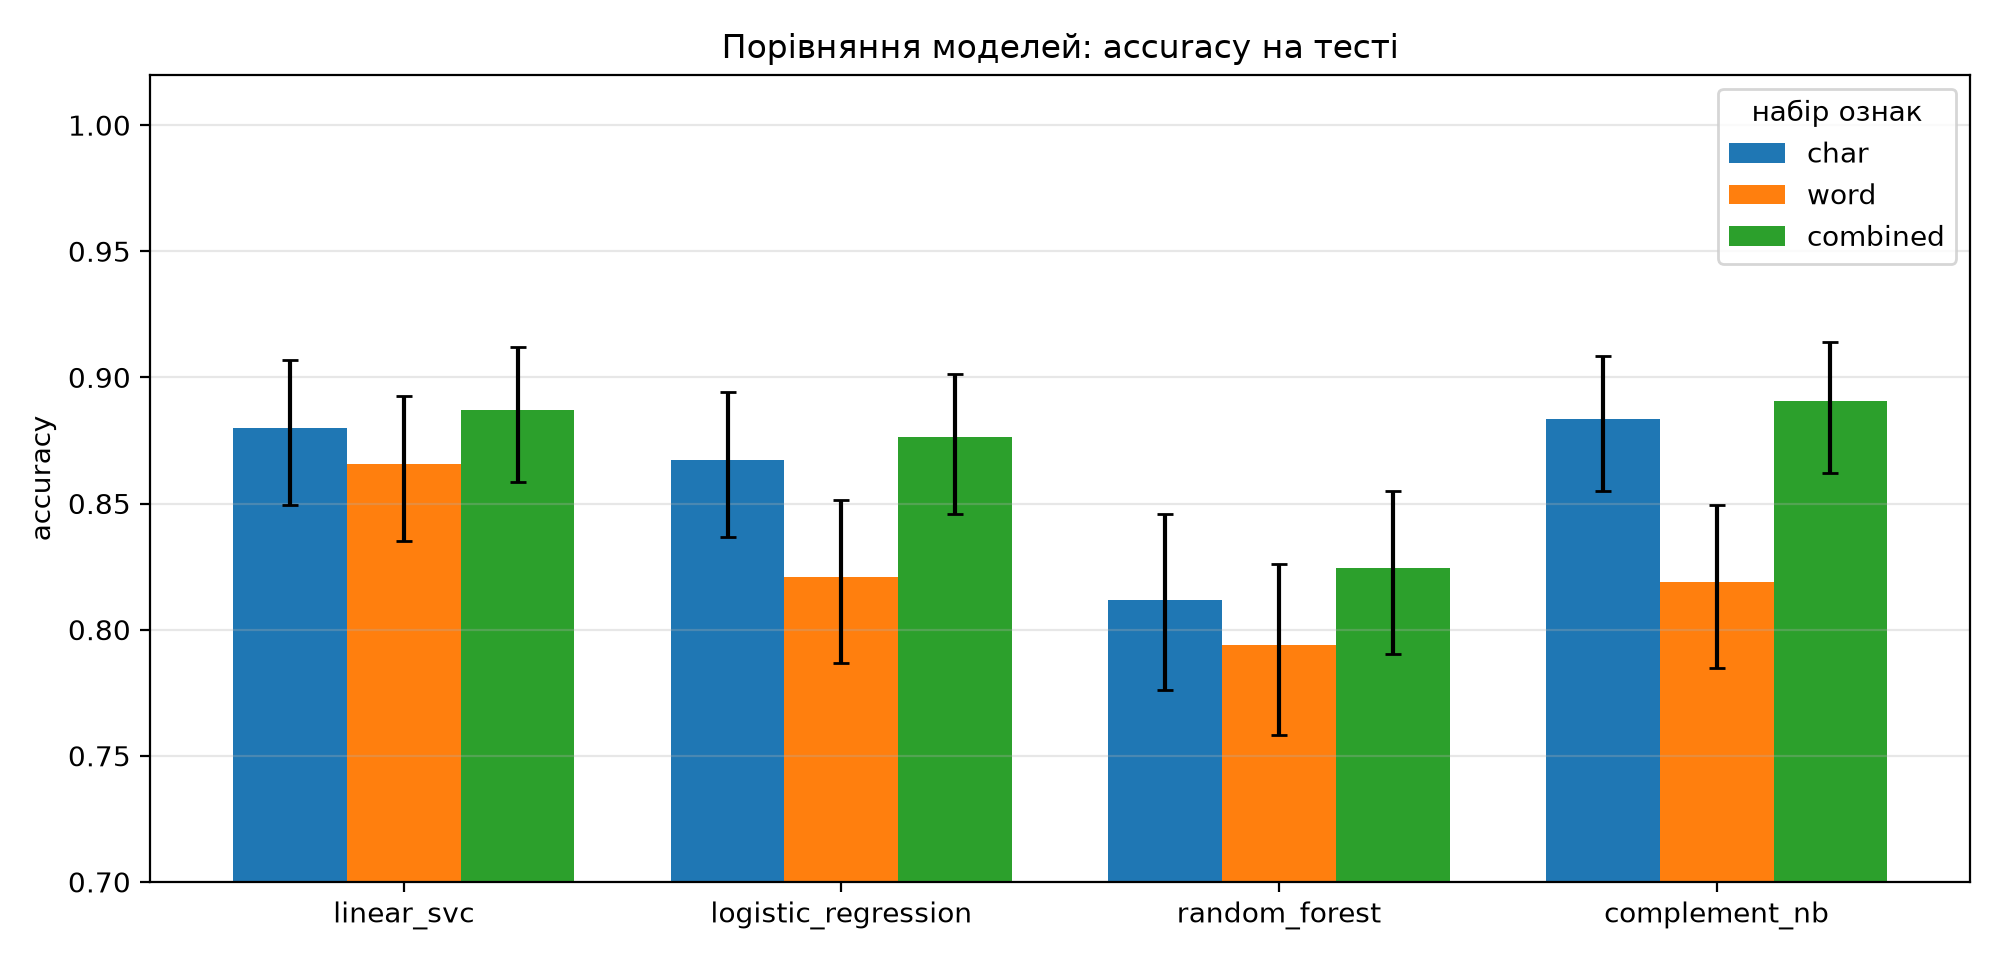 Порівняння моделей: accuracy на тесті
набір ознак
char
word
combined
accuracy
1.00
0.95
0.90
0.85
0.80
0.75
0.70
linear_svc
logistic_regression
random_forest
complement_nb